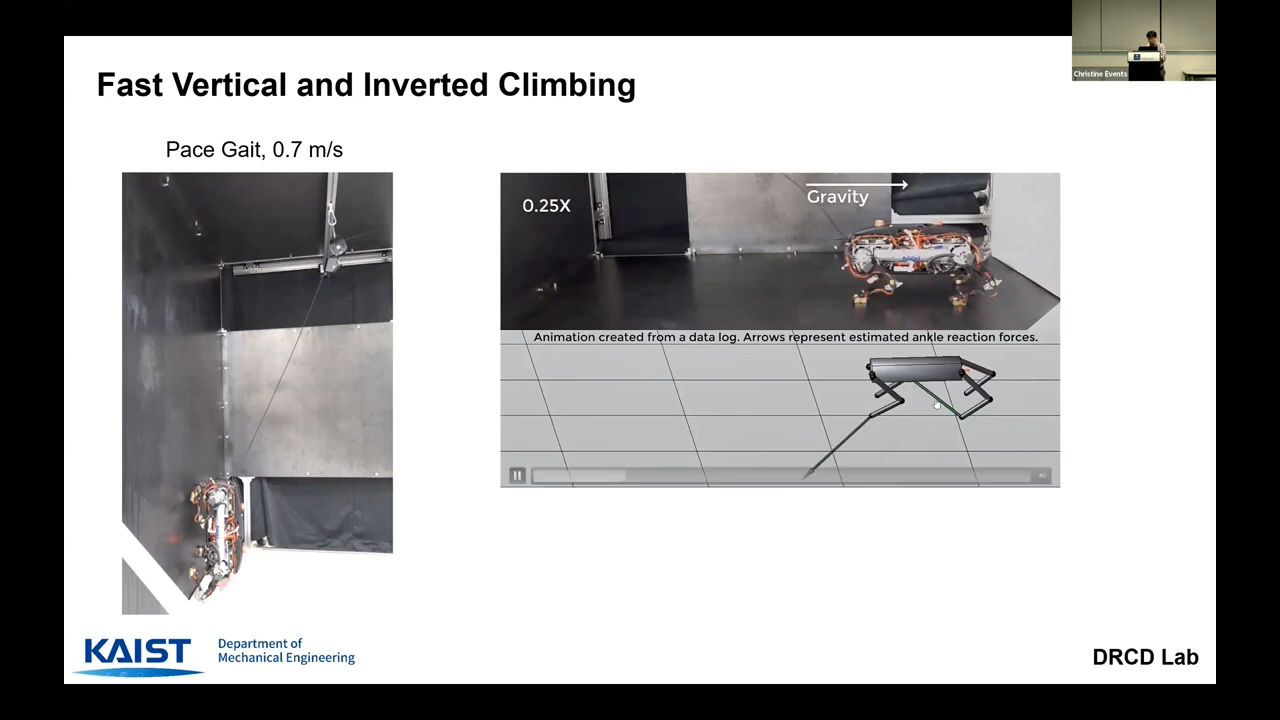 Fast Vertical and Inverted Climbing
Christine Events
Pace Gait, 0.7 m/s
0.25X
Gravity
Animation created from a data log. Arrows represent estimated ankle reaction forces.
KAIST
Department of
Mechanical Engineering
DRCD Lab